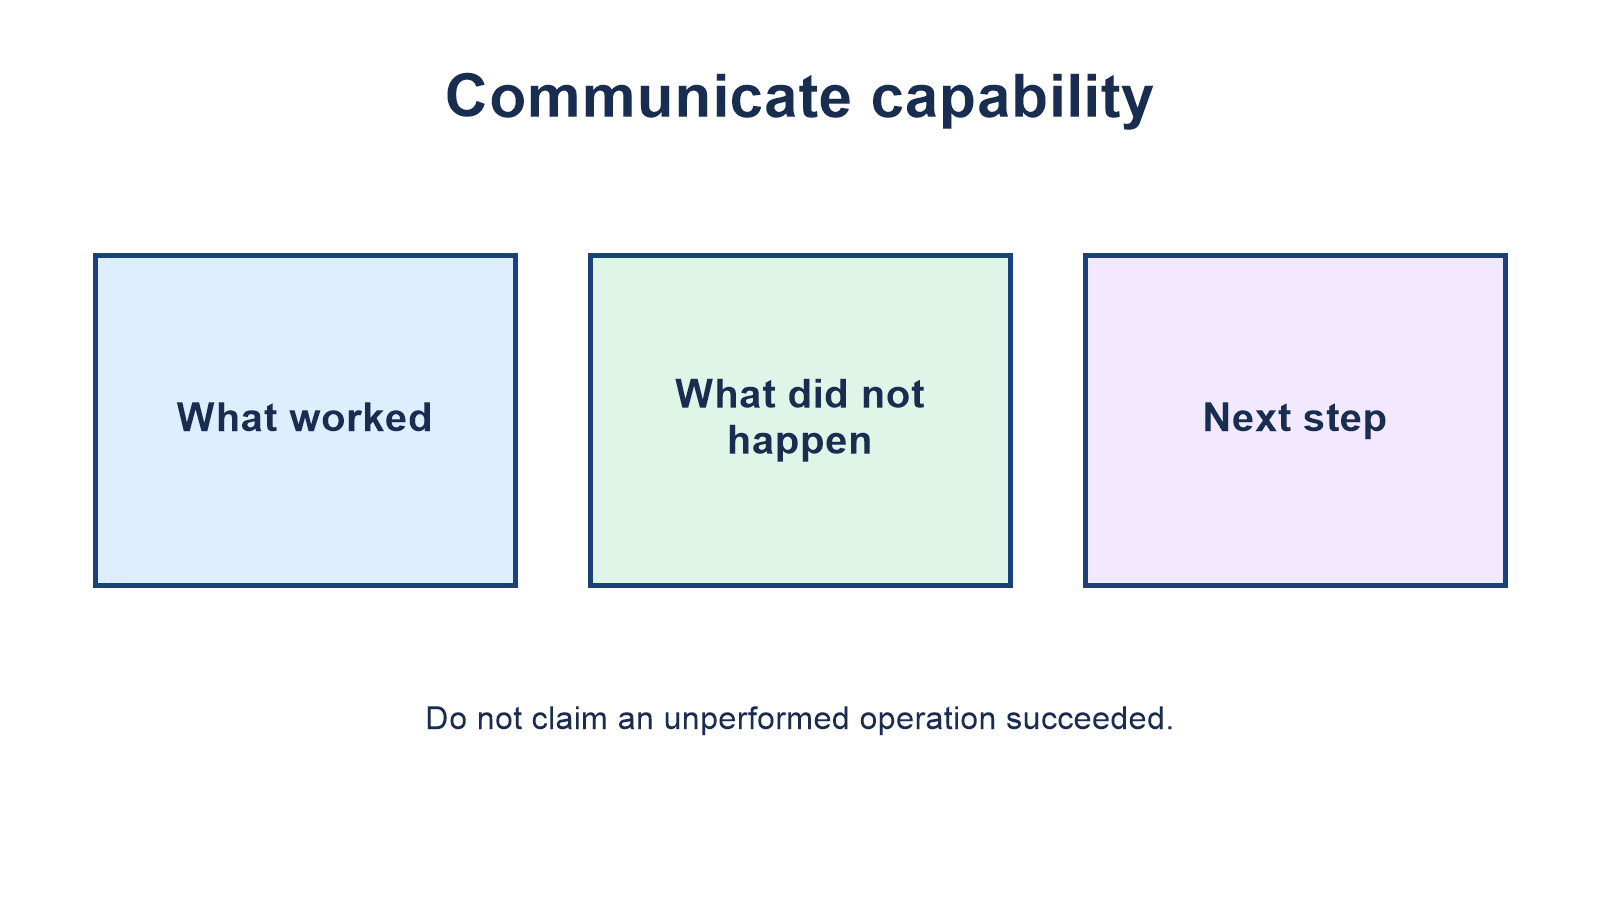 Communicate capability
What worked
What did not
happen
Next step
Do not claim an unperformed operation succeeded.